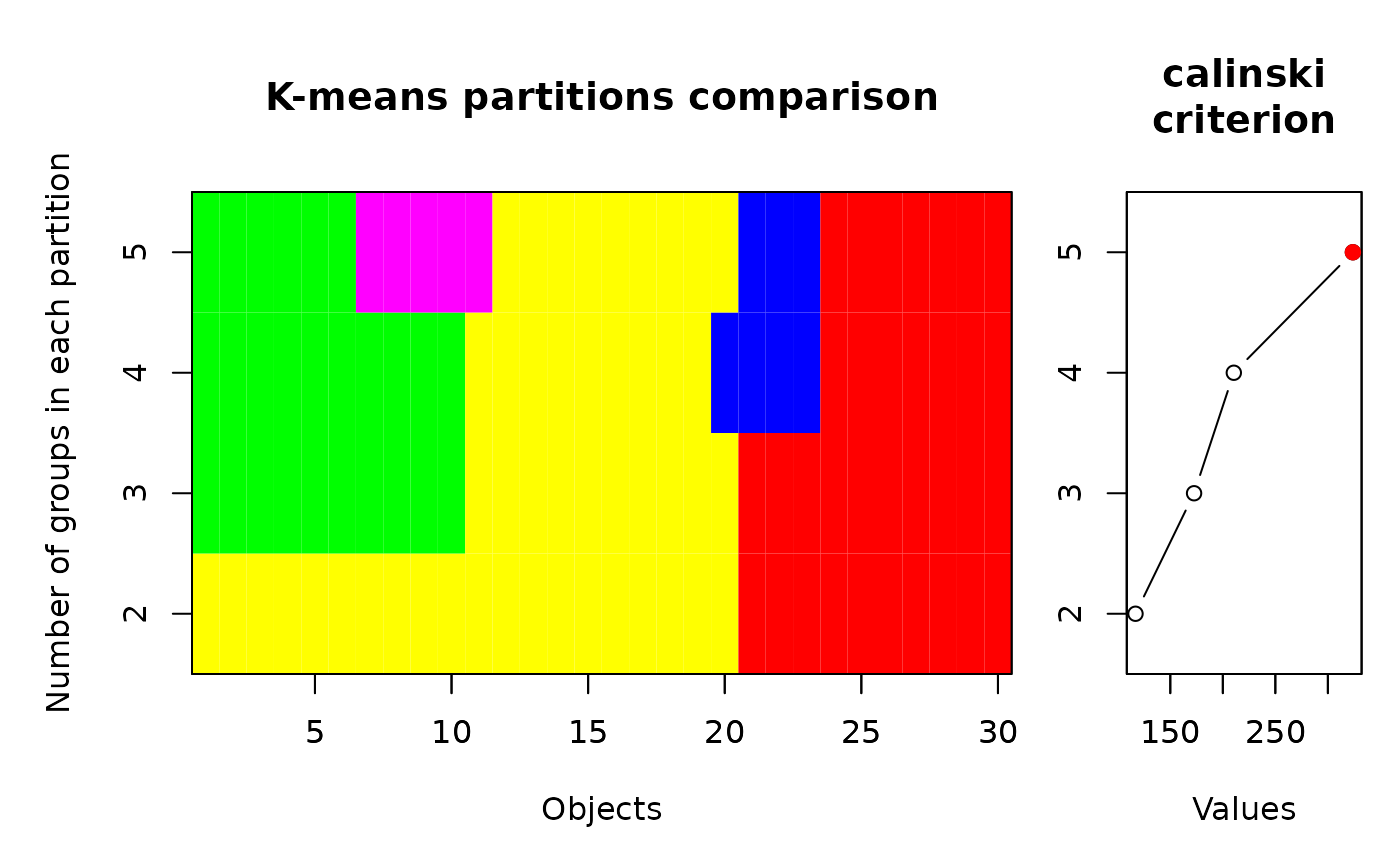 K-means partitions comparison
Number of groups in each partition
5
4
3
2
5
10
15
20
25
30
Objects
calinski
criterion
5
4
3
2
150
250
Values